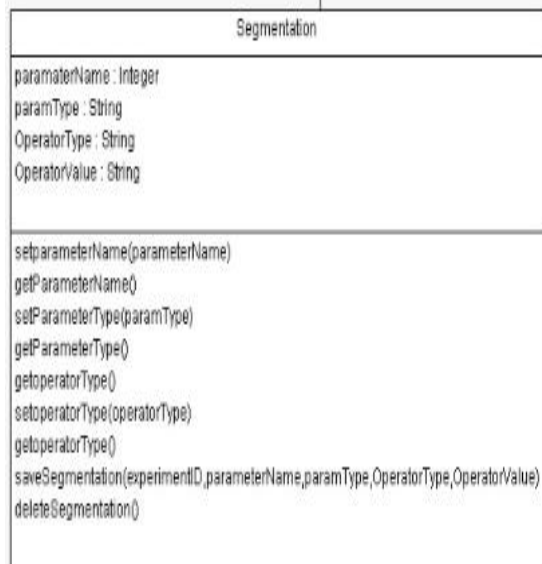 Segmentation
paramaterName : Integer
paramType : String
OperatorType : String
OperatorValue : String
setparameterName(parameterName)
getParameterName()
setParameterType(paramType)
getParameterType()
getoperatorType()
setoperatorType(operatorType)
getoperatorType()
saveSegmentation(experimentID,parameterName,paramType,OperatorType,OperatorValue)
deleteSegmentation()